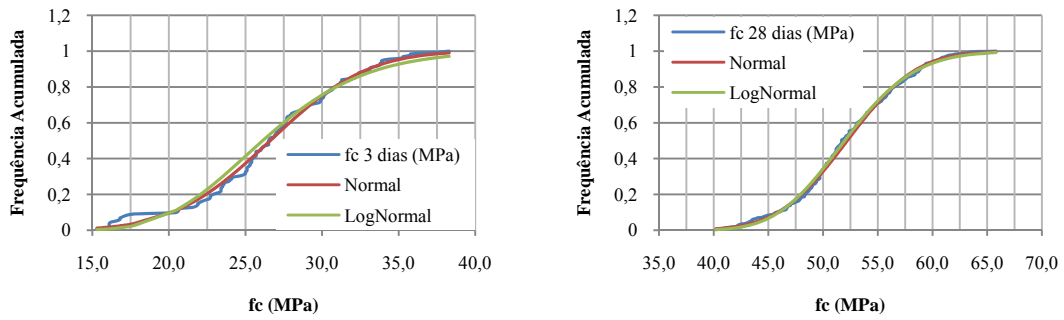 Frequência Acumulada
1,2
1
0,8
0,6
0,4
0,2
0
fc 3 dias (MPa)
Normal
LogNormal
15,0 20,0 25,0 30,0 35,0 40,0
fc (MPa)
Frequência Acumulada
1,2
1
0,8
0,6
0,4
0,2
0
fc 28 dias (MPa)
Normal
LogNormal
35,0 40,0 45,0 50,0 55,0 60,0 65,0 70,0
fc (MPa)